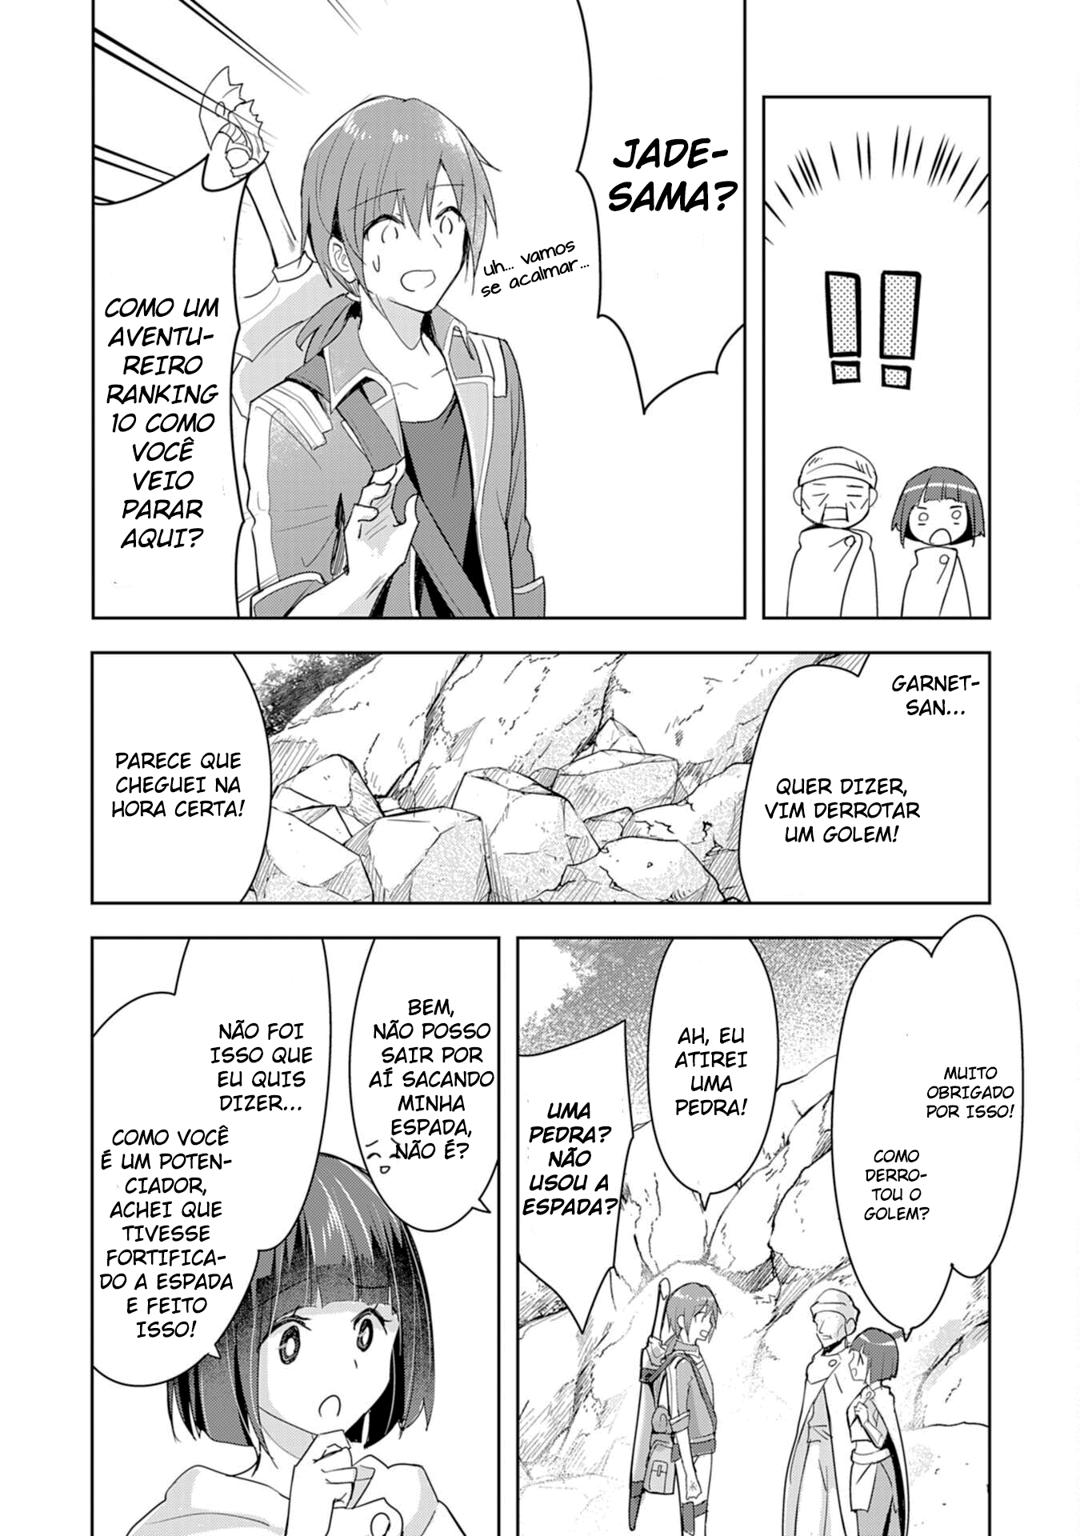 !!
JADE-
SAMA?
uh... vamos
se acalmar...
COMO UM
AVENTU-
REIRO
RANKING
10 COMO
VOCÊ
VEIO
PARAR
AQUI?
GARNET-
SAN...
QUER DIZER,
VIM DERROTAR
UM GOLEM!
PARECE QUE
CHEGUEI NA
HORA CERTA!
MUITO
OBRIGADO
POR ISSO!
COMO
DERRO-
TOU O
GOLEM?
AH, EU
ATIREI
UMA
PEDRA!
UMA
PEDRA?
NÃO
USOU A
ESPADA?
BEM,
NÃO POSSO
SAIR POR
AÍ SACANDO
MINHA
ESPADA,
NÃO É?
NÃO FOI
ISSO QUE
EU QUIS
DIZER...
COMO VOCÊ
É UM POTEN-
CIADOR,
ACHEI QUE
TIVESSE
FORTIFICA-
DO A ESPADA
E FEITO
ISSO!